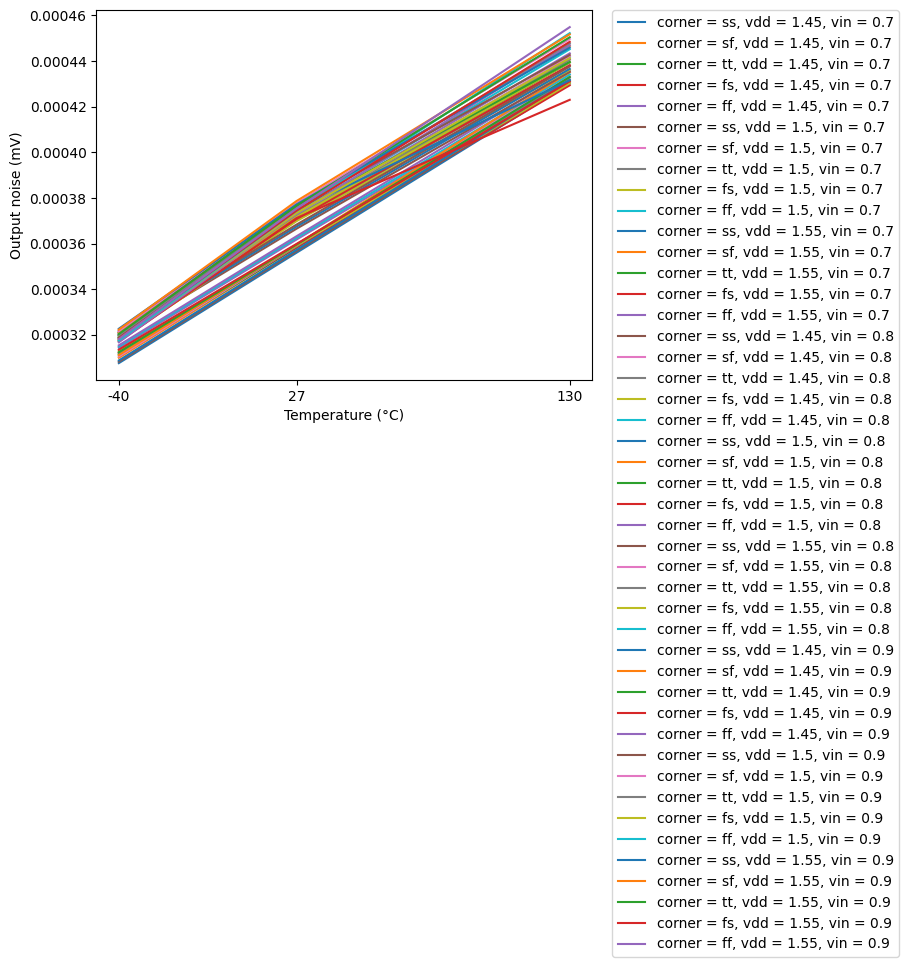 0.00046
0.00044
0.00042
0.00040
0.00038
0.00036
0.00034
0.00032
Output noise (mV)
-40
27
130
Temperature (°C)
corner = ss, vdd = 1.45, vin = 0.7
corner = sf, vdd = 1.45, vin = 0.7
corner = tt, vdd = 1.45, vin = 0.7
corner = fs, vdd = 1.45, vin = 0.7
corner = ff, vdd = 1.45, vin = 0.7
corner = ss, vdd = 1.5, vin = 0.7
corner = sf, vdd = 1.5, vin = 0.7
corner = tt, vdd = 1.5, vin = 0.7
corner = fs, vdd = 1.5, vin = 0.7
corner = ff, vdd = 1.5, vin = 0.7
corner = ss, vdd = 1.55, vin = 0.7
corner = sf, vdd = 1.55, vin = 0.7
corner = tt, vdd = 1.55, vin = 0.7
corner = fs, vdd = 1.55, vin = 0.7
corner = ff, vdd = 1.55, vin = 0.7
corner = ss, vdd = 1.45, vin = 0.8
corner = sf, vdd = 1.45, vin = 0.8
corner = tt, vdd = 1.45, vin = 0.8
corner = fs, vdd = 1.45, vin = 0.8
corner = ff, vdd = 1.45, vin = 0.8
corner = ss, vdd = 1.5, vin = 0.8
corner = sf, vdd = 1.5, vin = 0.8
corner = tt, vdd = 1.5, vin = 0.8
corner = fs, vdd = 1.5, vin = 0.8
corner = ff, vdd = 1.5, vin = 0.8
corner = ss, vdd = 1.55, vin = 0.8
corner = sf, vdd = 1.55, vin = 0.8
corner = tt, vdd = 1.55, vin = 0.8
corner = fs, vdd = 1.55, vin = 0.8
corner = ff, vdd = 1.55, vin = 0.8
corner = ss, vdd = 1.45, vin = 0.9
corner = sf, vdd = 1.45, vin = 0.9
corner = tt, vdd = 1.45, vin = 0.9
corner = fs, vdd = 1.45, vin = 0.9
corner = ff, vdd = 1.45, vin = 0.9
corner = ss, vdd = 1.5, vin = 0.9
corner = sf, vdd = 1.5, vin = 0.9
corner = tt, vdd = 1.5, vin = 0.9
corner = fs, vdd = 1.5, vin = 0.9
corner = ff, vdd = 1.5, vin = 0.9
corner = ss, vdd = 1.55, vin = 0.9
corner = sf, vdd = 1.55, vin = 0.9
corner = tt, vdd = 1.55, vin = 0.9
corner = fs, vdd = 1.55, vin = 0.9
corner = ff, vdd = 1.55, vin = 0.9